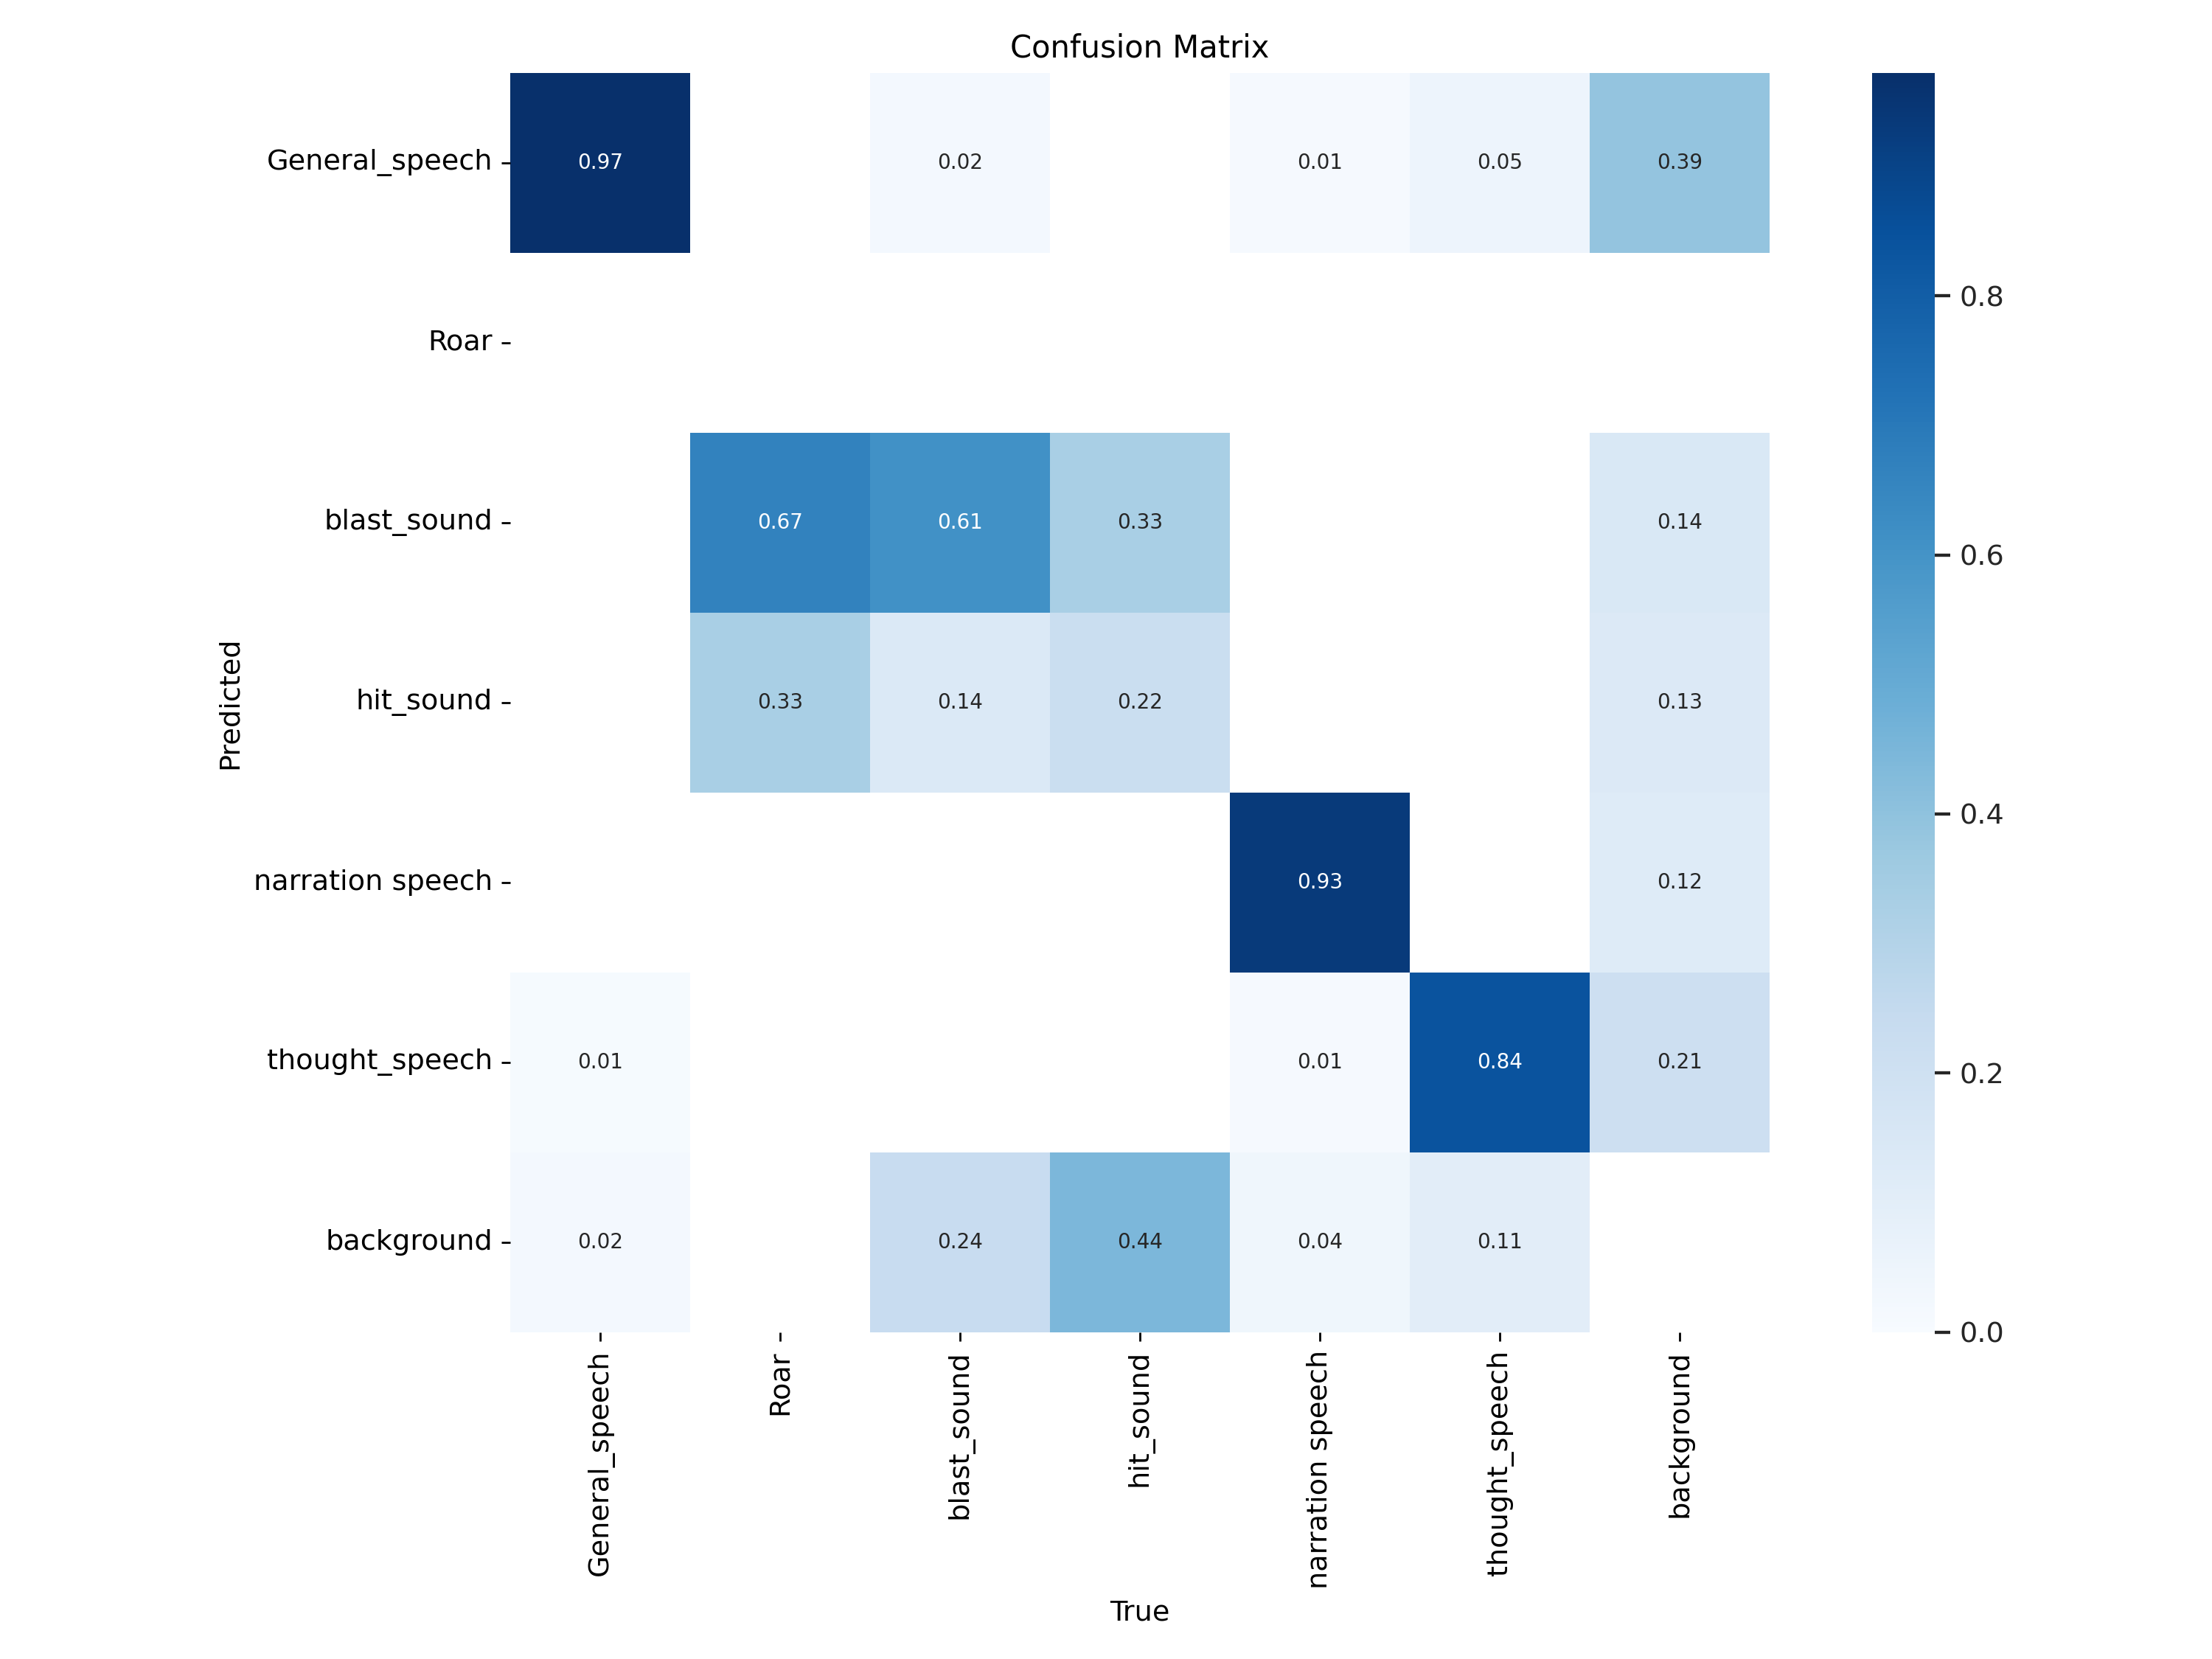 Confusion Matrix
General_speech 0.97 0.02 0.01 0.05 0.39
Roar
blast_sound 0.67 0.61 0.33 0.14
hit_sound 0.33 0.14 0.22 0.13
narration speech 0.93 0.12
thought_speech 0.01 0.01 0.84 0.21
background 0.02 0.24 0.44 0.04 0.11
Predicted
General_speech
Roar
blast_sound
hit_sound
narration speech
thought_speech
background
True
0.8
0.6
0.4
0.2
0.0